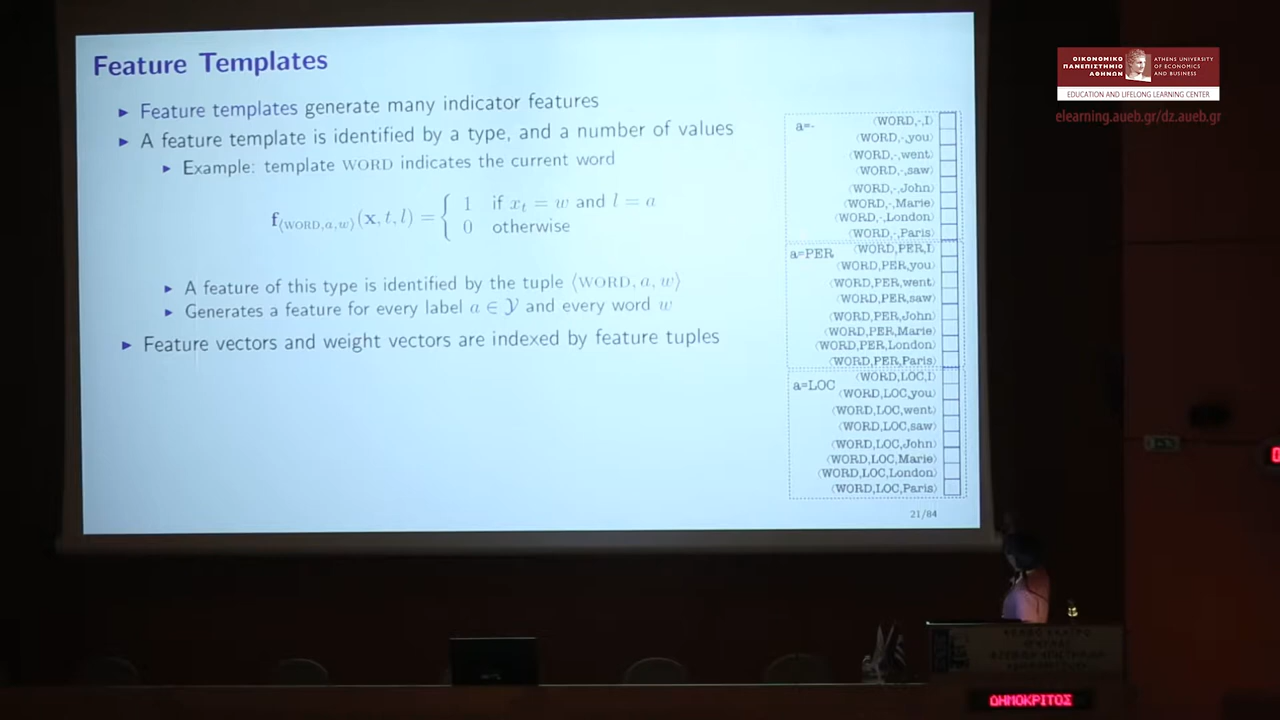 Feature Templates
▸ Feature templates generate many indicator features
▸ A feature template is identified by a type, and a number of values
▸ Example: template WORD indicates the current word
f⟨WORD,a,w⟩(x, t, l) = { 1 if xₜ = w and l = a
0 otherwise
▸ A feature of this type is identified by the tuple ⟨WORD, a, w⟩
▸ Generates a feature for every label a ∈ 𝒴 and every word w
▸ Feature vectors and weight vectors are indexed by feature tuples
a=-
⟨WORD,-,I⟩
⟨WORD,-,you⟩
⟨WORD,-,went⟩
⟨WORD,-,saw⟩
⟨WORD,-,John⟩
⟨WORD,-,Marie⟩
⟨WORD,-,London⟩
⟨WORD,-,Paris⟩
a=PER
⟨WORD,PER,I⟩
⟨WORD,PER,you⟩
⟨WORD,PER,went⟩
⟨WORD,PER,saw⟩
⟨WORD,PER,John⟩
⟨WORD,PER,Marie⟩
⟨WORD,PER,London⟩
⟨WORD,PER,Paris⟩
a=LOC
⟨WORD,LOC,I⟩
⟨WORD,LOC,you⟩
⟨WORD,LOC,went⟩
⟨WORD,LOC,saw⟩
⟨WORD,LOC,John⟩
⟨WORD,LOC,Marie⟩
⟨WORD,LOC,London⟩
⟨WORD,LOC,Paris⟩
21/84
ΟΙΚΟΝΟΜΙΚΟ
ΠΑΝΕΠΙΣΤΗΜΙΟ
ΑΘΗΝΩΝ
ATHENS UNIVERSITY
OF ECONOMICS
AND BUSINESS
EDUCATION AND LIFELONG LEARNING CENTER
elearning.aueb.gr/dz.aueb.gr
ΔΗΜΟΚΡΙΤΟΣ